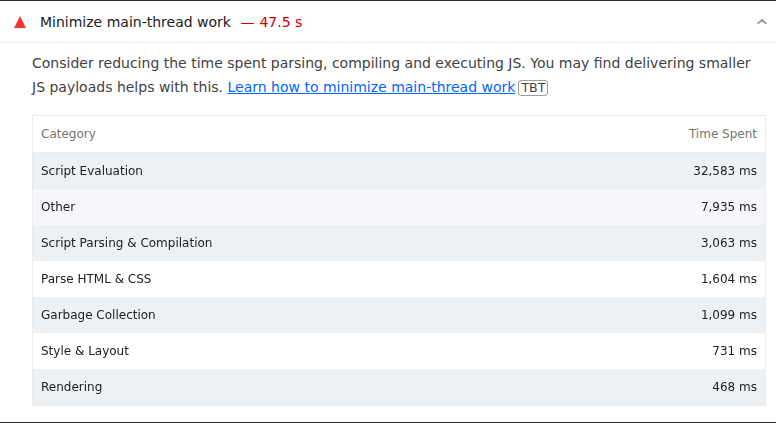 Minimize main-thread work — 47.5 s
Consider reducing the time spent parsing, compiling and executing JS. You may find delivering smaller
JS payloads helps with this. Learn how to minimize main-thread work TBT
Category Time Spent
Script Evaluation 32,583 ms
Other 7,935 ms
Script Parsing & Compilation 3,063 ms
Parse HTML & CSS 1,604 ms
Garbage Collection 1,099 ms
Style & Layout 731 ms
Rendering 468 ms